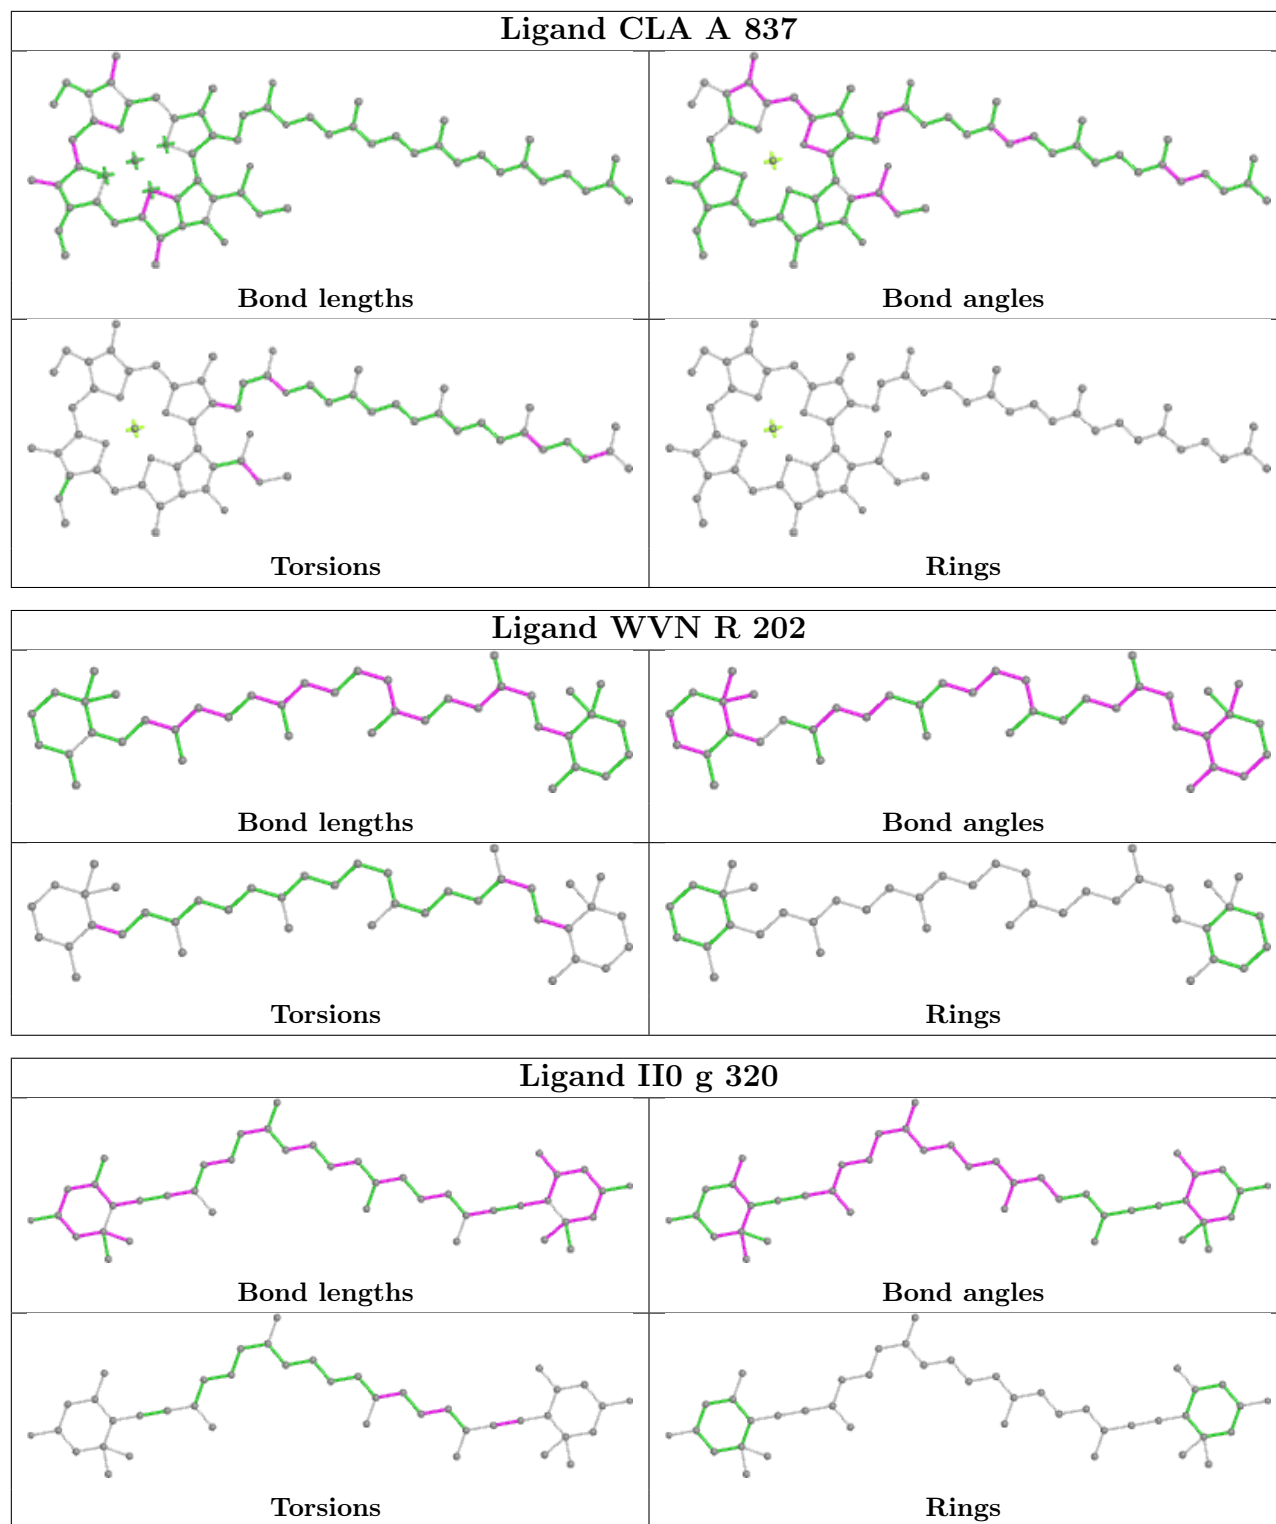 Ligand CLA A 837
Bond lengths
Bond angles
Torsions
Rings
Ligand WVN R 202
Bond lengths
Bond angles
Torsions
Rings
Ligand II0 g 320
Bond lengths
Bond angles
Torsions
Rings